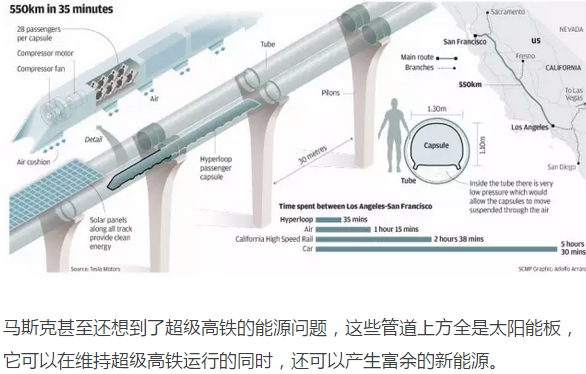 550km in 35 minutes
28 passengers
per capsule
Compressor motor
Compressor fan
Air
Air cushion
Detail
Tube
Pilons
Hyperloop
passenger
capsule
30 metres
Solar panels
along all track
provide clean
energy
Source: Tesla Motors
Sacramento
San Francisco
US
NEVADA
Fresno
CALIFORNIA
Main route
Branches
550km
To Las
Vegas
Los Angeles
San Diego
1.30m
Capsule
1.10m
Tube
Inside the tube there is very
low pressure which would
allow the capsules to move
suspended through the air
Time spent between Los Angeles-San Francisco
Hyperloop 35 mins
Air 1 hour 15 mins
California High Speed Rail 2 hours 38 mins
Car 5 hours
30 mins
SCMP Graphic: Adolfo Arranz
马斯克甚至还想到了超级高铁的能源问题，这些管道上方全是太阳能板，
它可以在维持超级高铁运行的同时，还可以产生富余的新能源。